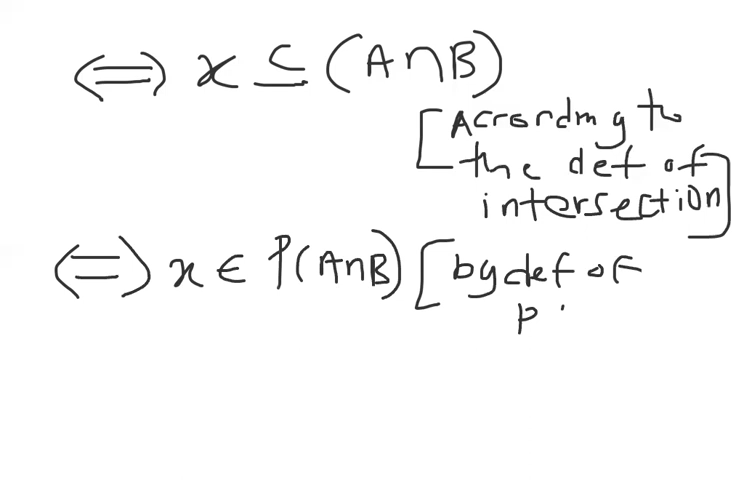 ⟺ x ⊆ (A∩B)
[According to
the def of
intersection]
⟺ x ∈ P(A∩B) [by def of
p